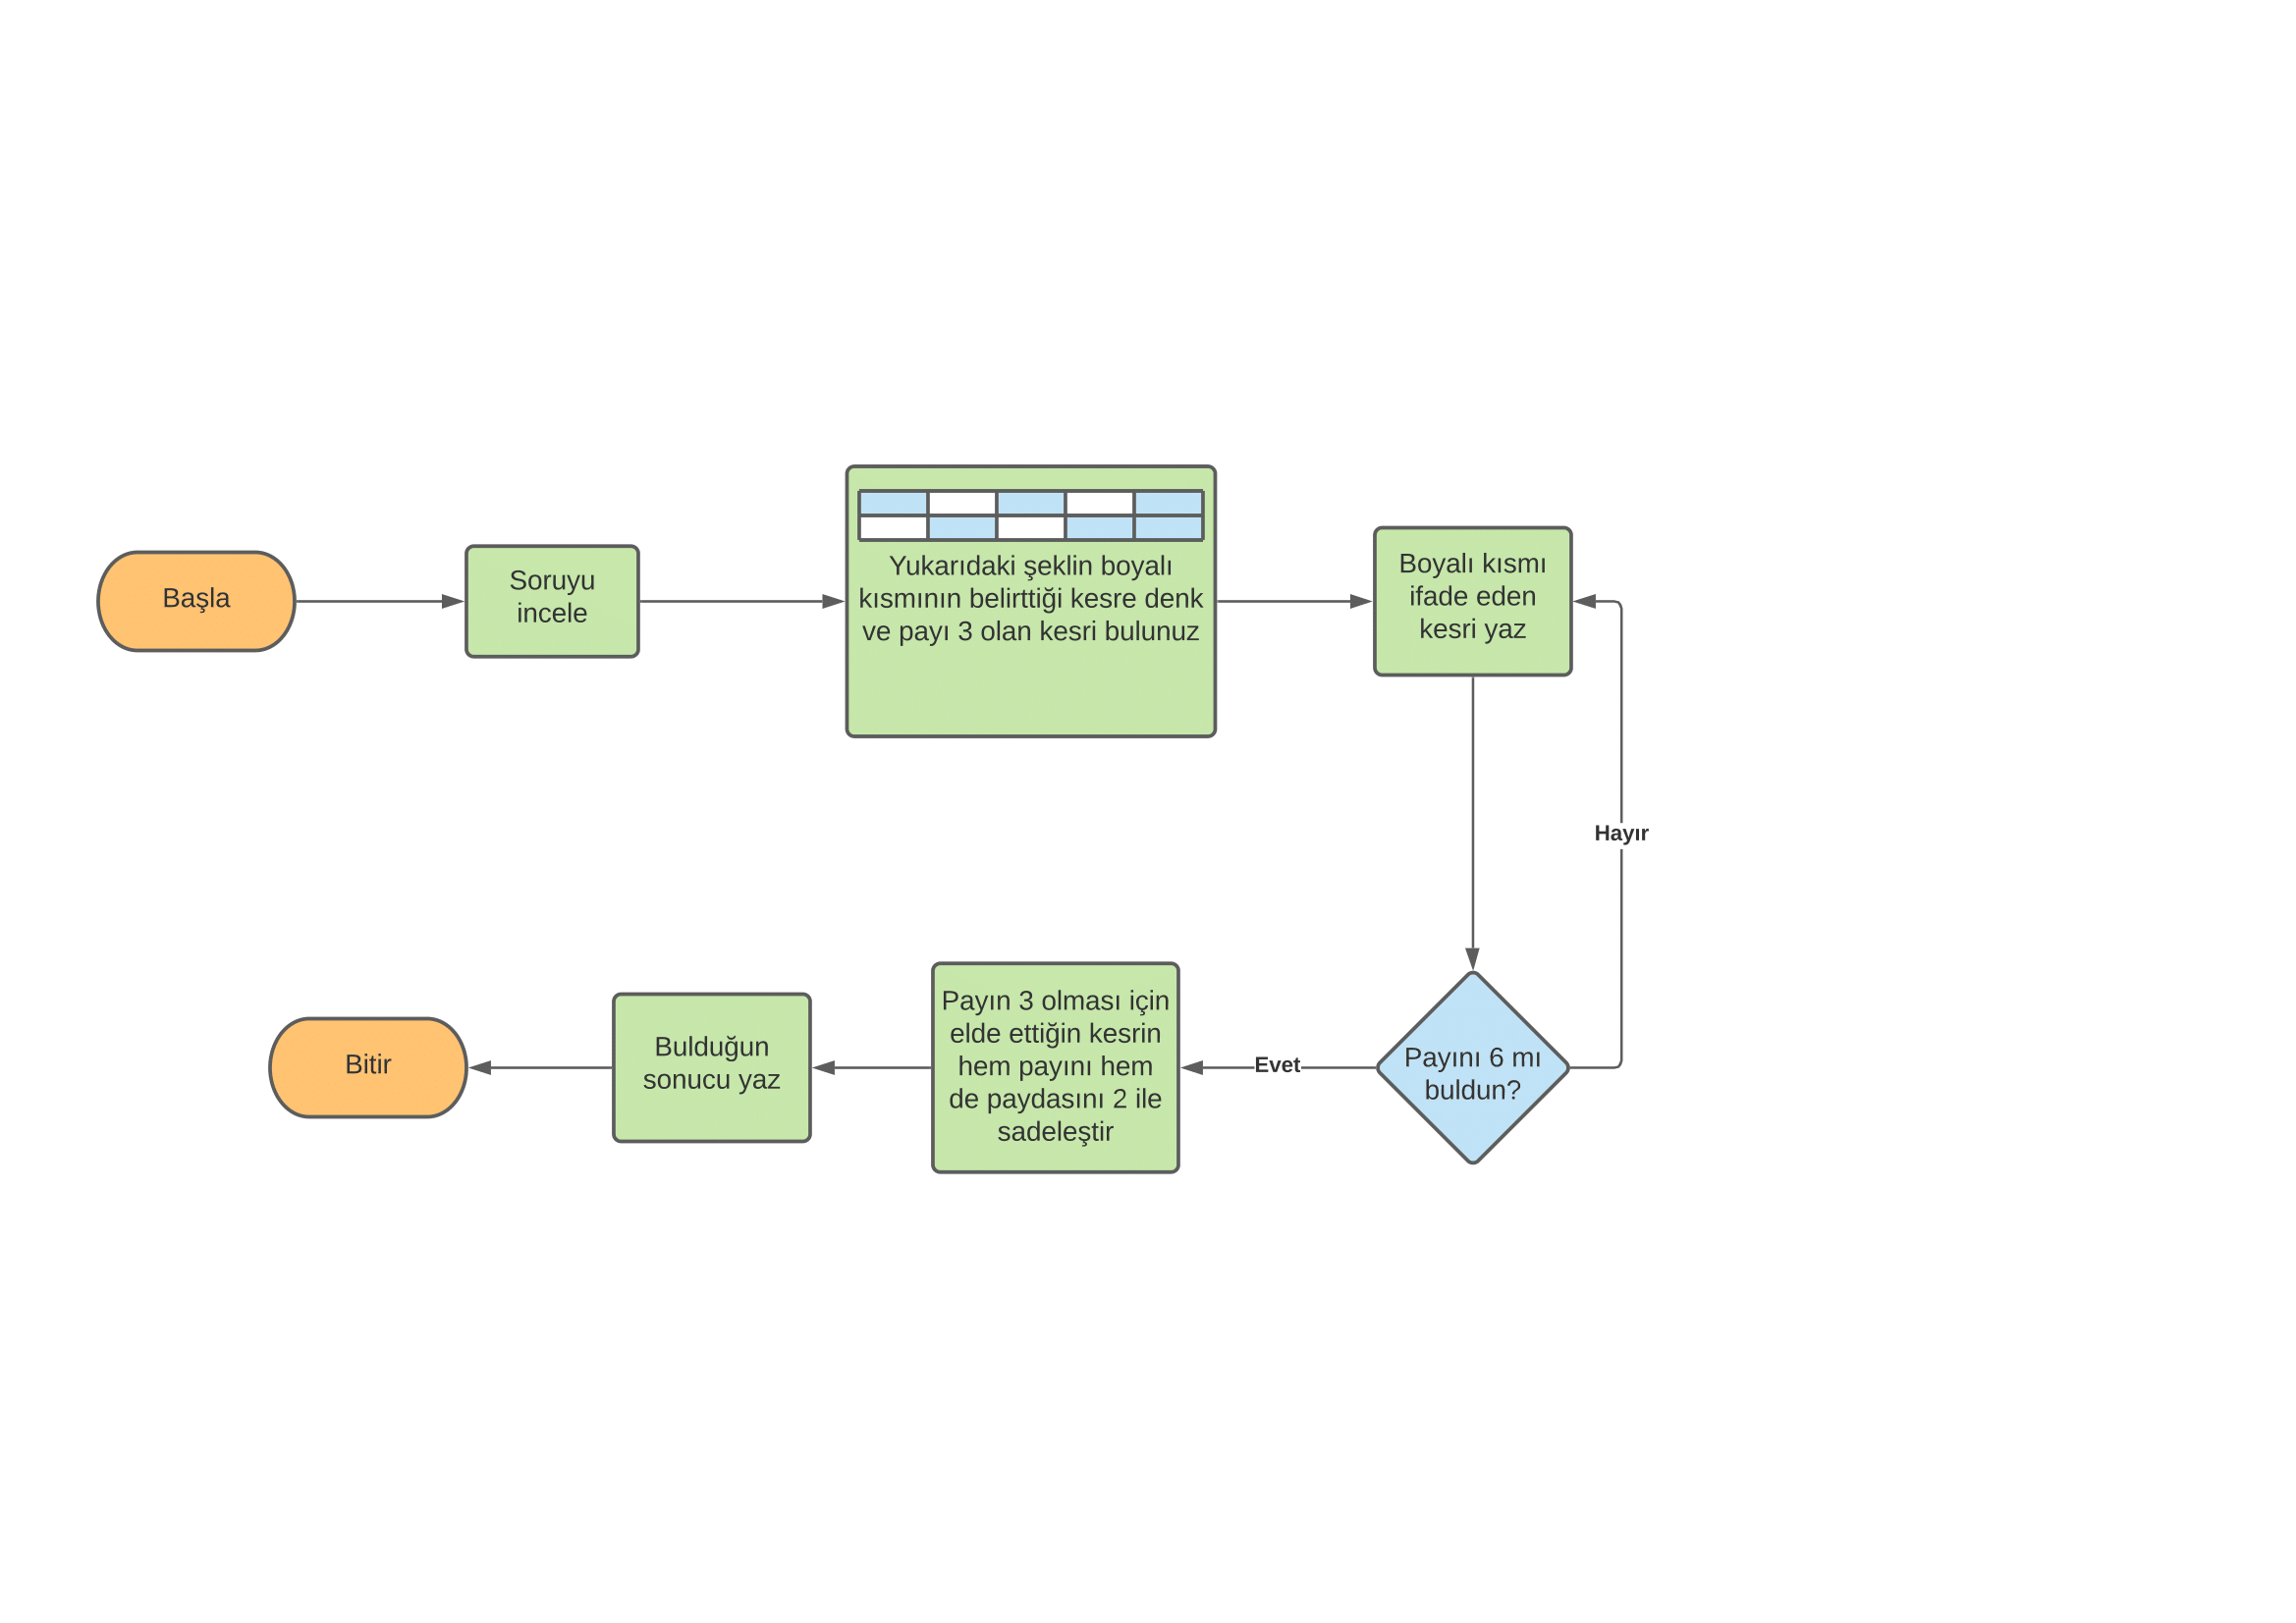 Başla
Soruyu
incele
Yukarıdaki şeklin boyalı
kısmının belirttiği kesre denk
ve payı 3 olan kesri bulunuz
Boyalı kısmı
ifade eden
kesri yaz
Hayır
Payını 6 mı
buldun?
Evet
Payın 3 olması için
elde ettiğin kesrin
hem payını hem
de paydasını 2 ile
sadeleştir
Bulduğun
sonucu yaz
Bitir